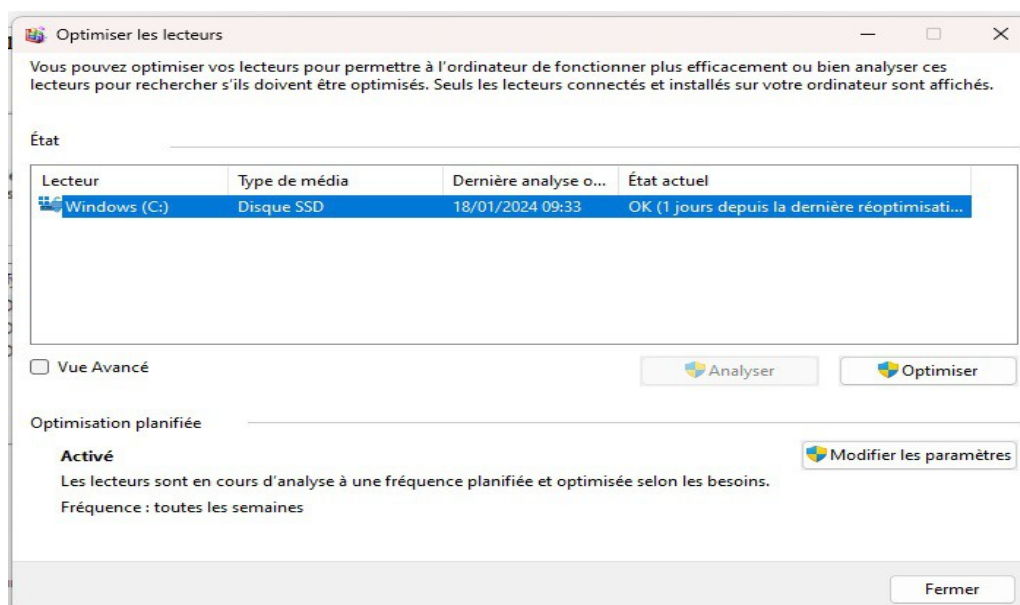 Optimiser les lecteurs
Vous pouvez optimiser vos lecteurs pour permettre à l'ordinateur de fonctionner plus efficacement ou bien analyser ces
lecteurs pour rechercher s'ils doivent être optimisés. Seuls les lecteurs connectés et installés sur votre ordinateur sont affichés.
État
Lecteur Type de média Dernière analyse o... État actuel
Windows (C:) Disque SSD 18/01/2024 09:33 OK (1 jours depuis la dernière réoptimisati...
Vue Avancé Analyser Optimiser
Optimisation planifiée
Activé Modifier les paramètres
Les lecteurs sont en cours d'analyse à une fréquence planifiée et optimisée selon les besoins.
Fréquence : toutes les semaines
Fermer